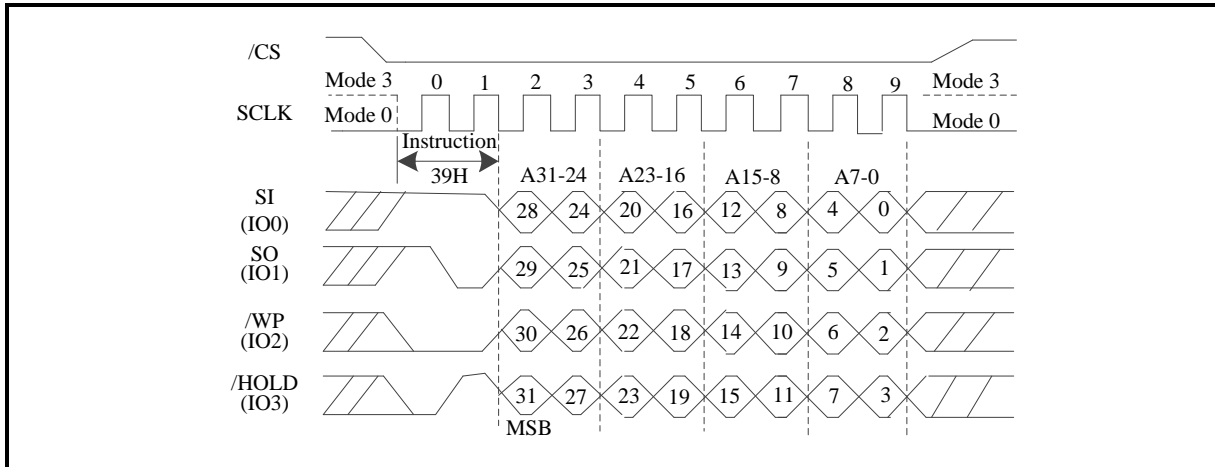 /CS
Mode 3 0 1 2 3 4 5 6 7 8 9 Mode 3
SCLK Mode 0 Mode 0
Instruction
39H A31-24 A23-16 A15-8 A7-0
SI
(IO0) 28 24 20 16 12 8 4 0
SO
(IO1) 29 25 21 17 13 9 5 1
/WP
(IO2) 30 26 22 18 14 10 6 2
/HOLD
(IO3) 31 27 23 19 15 11 7 3
MSB